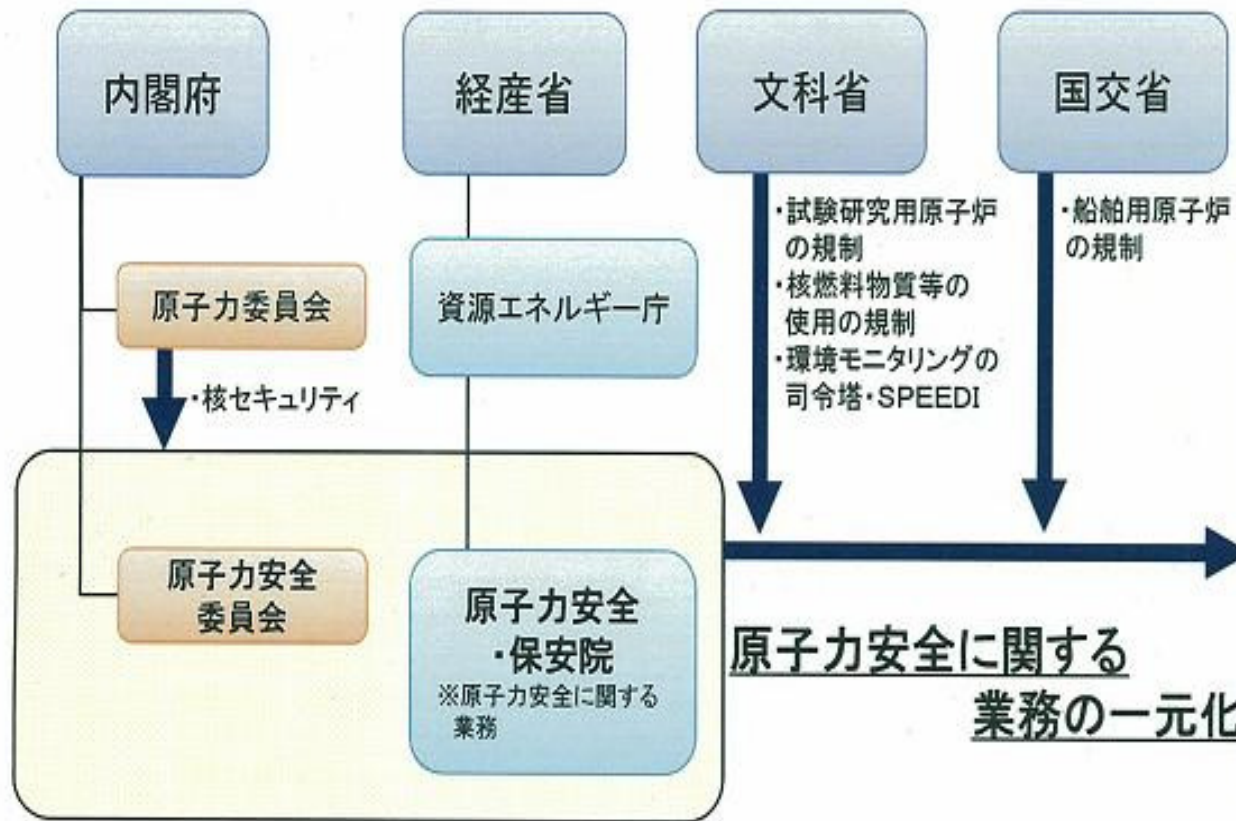 内閣府
経産省
文科省
国交省
・試験研究用原子炉
の規制
・核燃料物質等の
使用の規制
・環境モニタリングの
司令塔・SPEEDI
・船舶用原子炉
の規制
原子力委員会
資源エネルギー庁
・核セキュリティ
原子力安全
委員会
原子力安全
・保安院
※原子力安全に関する
業務
原子力安全に関する
業務の一元化